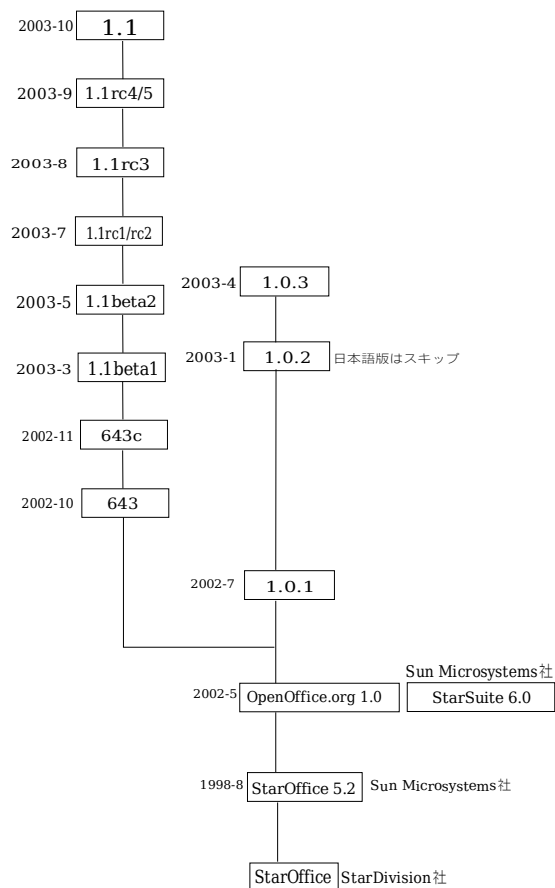 2003-10 1.1
2003-9 1.1rc4/5
2003-8 1.1rc3
2003-7 1.1rc1/rc2
2003-4 1.0.3
2003-5 1.1beta2
2003-1 1.0.2 日本語版はスキップ
2003-3 1.1beta1
2002-11 643c
2002-10 643
2002-7 1.0.1
Sun Microsystems社
2002-5 OpenOffice.org 1.0 StarSuite 6.0
1998-8 StarOffice 5.2 Sun Microsystems社
StarOffice StarDivision社